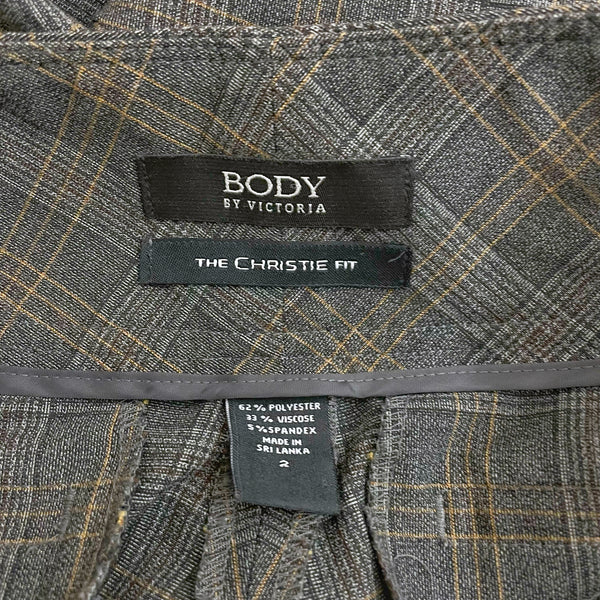 BODY
BY VICTORIA
THE CHRISTIE FIT
62% POLYESTER
33% VISCOSE
5% SPANDEX
MADE IN
SRI LANKA
2